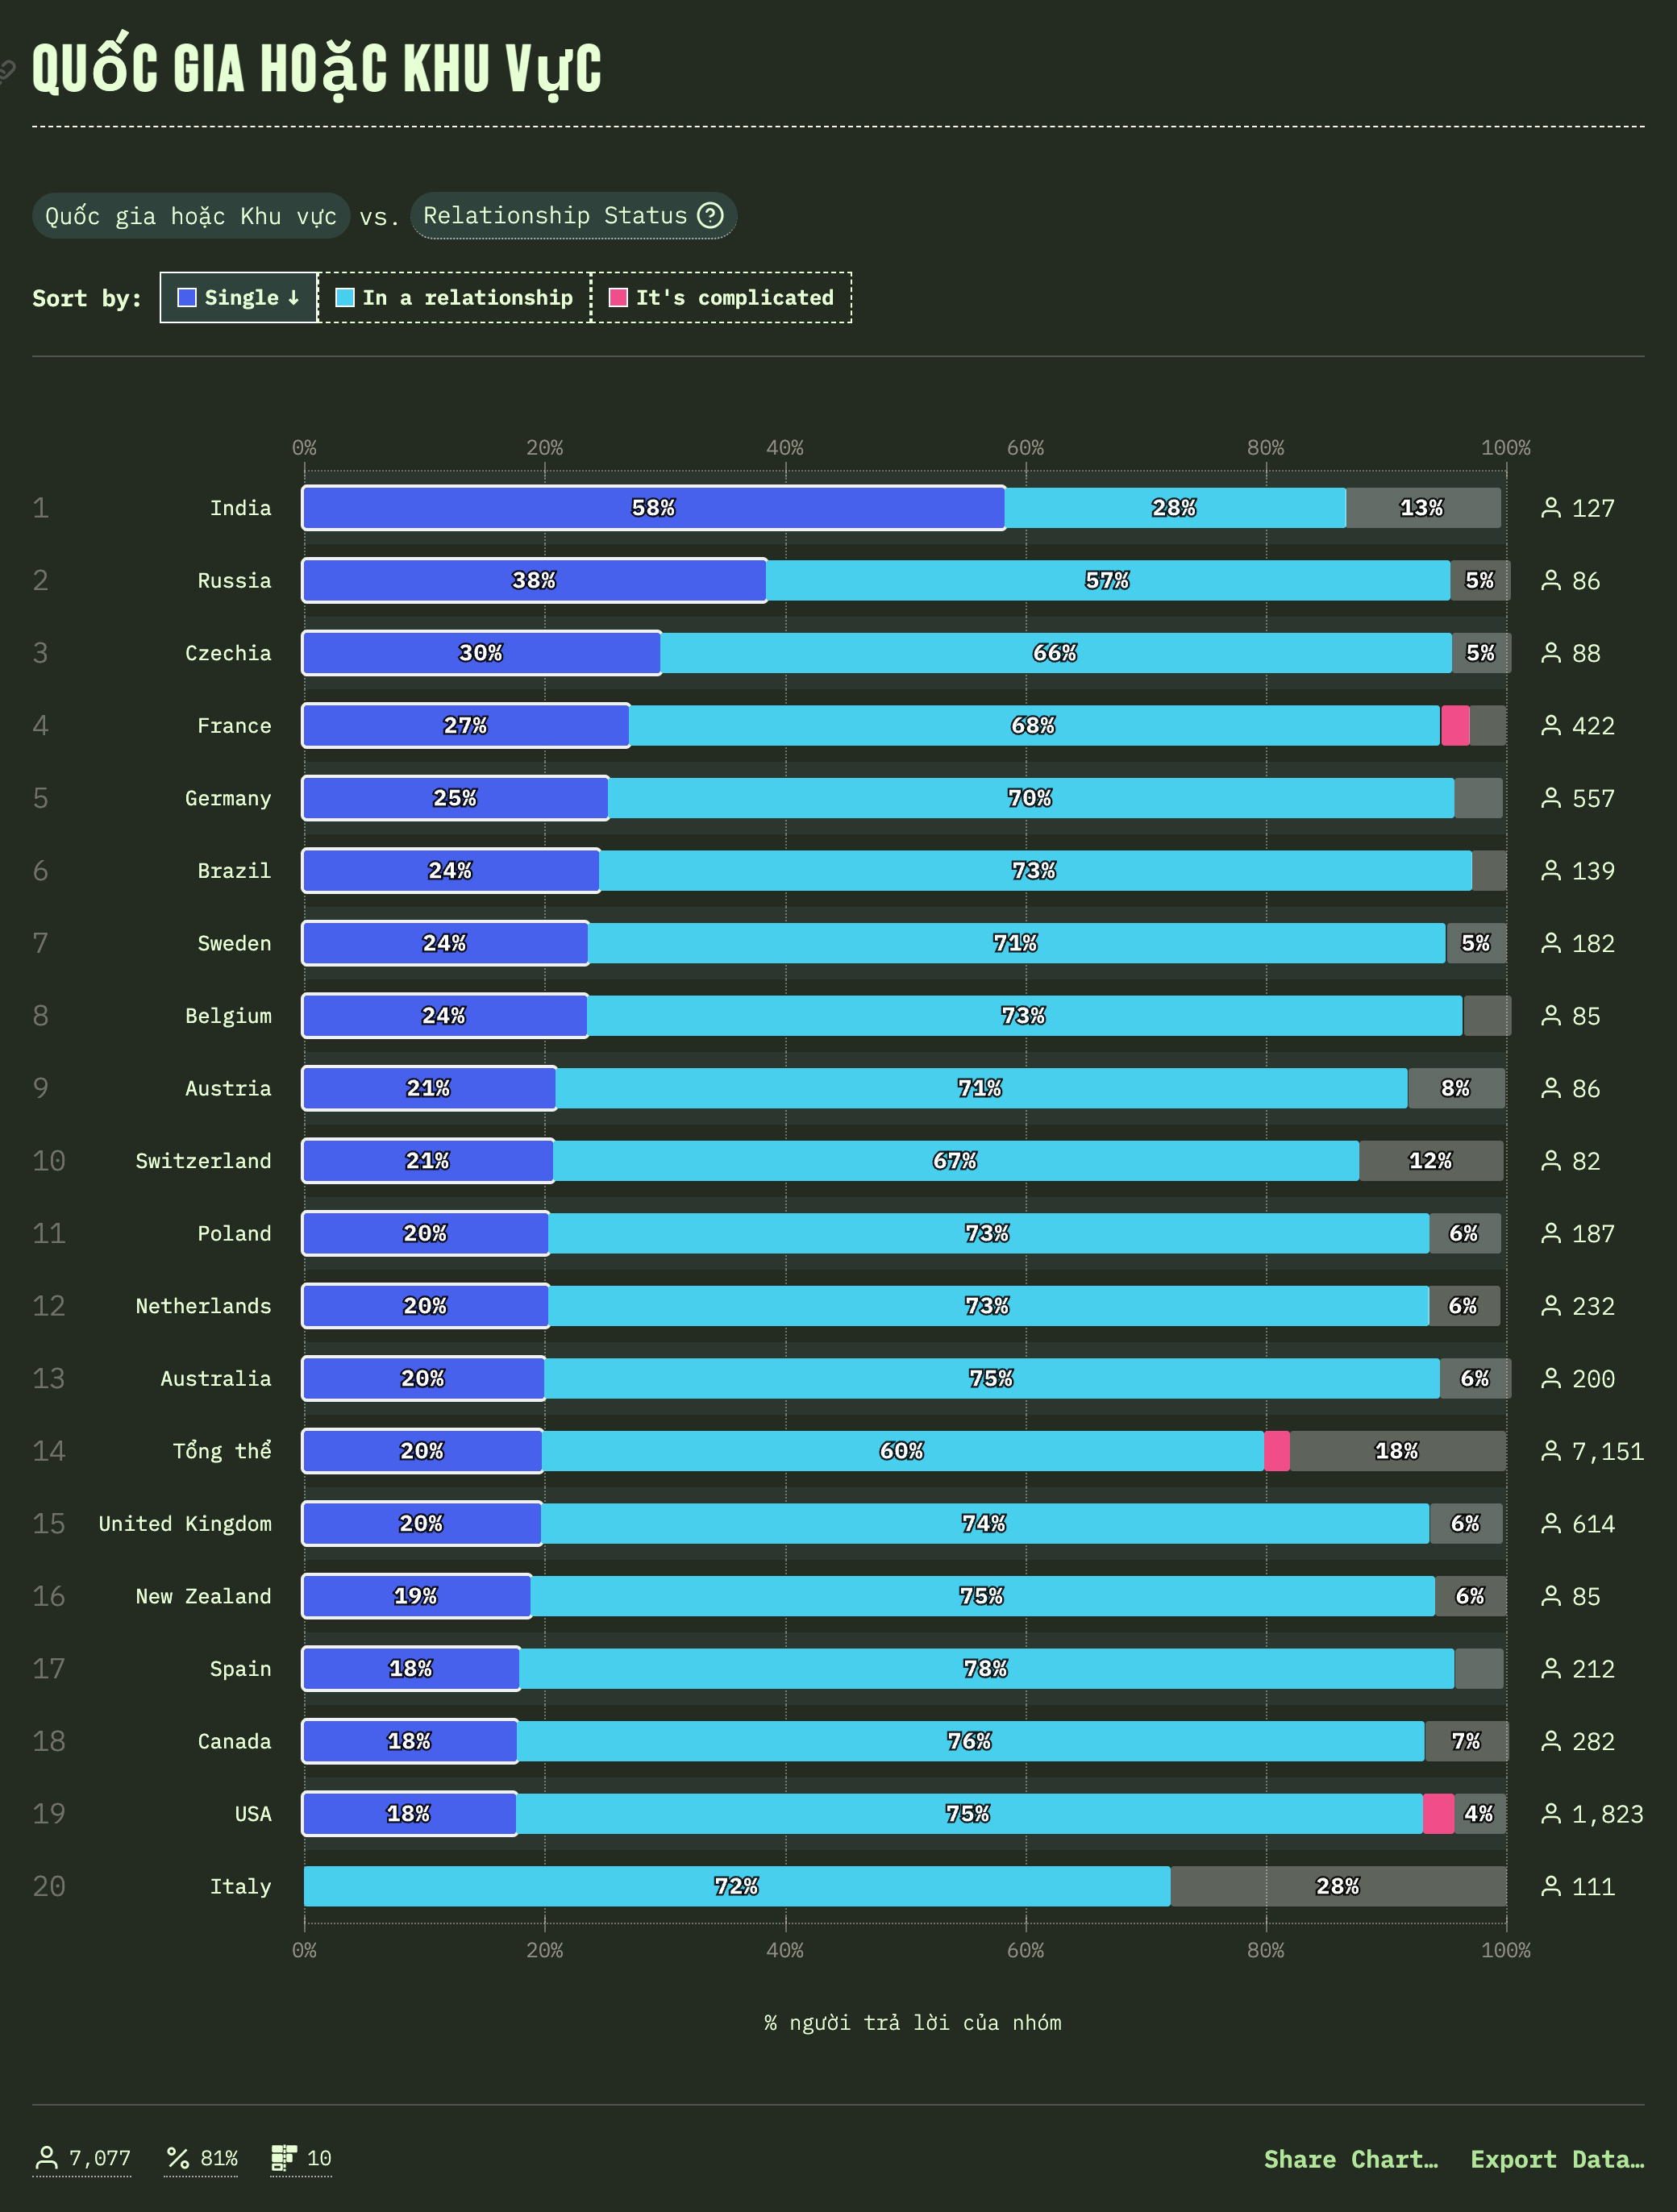 QUốC GIA HOặC KHU VựC
Quốc gia hoặc Khu vực vs. Relationship Status ?
Sort by: Single ↓ In a relationship It's complicated
0% 20% 40% 60% 80% 100%
1 India 58% 28% 13% 127
2 Russia 38% 57% 5% 86
3 Czechia 30% 66% 5% 88
4 France 27% 68% 422
5 Germany 25% 70% 557
6 Brazil 24% 73% 139
7 Sweden 24% 71% 5% 182
8 Belgium 24% 73% 85
9 Austria 21% 71% 8% 86
10 Switzerland 21% 67% 12% 82
11 Poland 20% 73% 6% 187
12 Netherlands 20% 73% 6% 232
13 Australia 20% 75% 6% 200
14 Tổng thể 20% 60% 18% 7,151
15 United Kingdom 20% 74% 6% 614
16 New Zealand 19% 75% 6% 85
17 Spain 18% 78% 212
18 Canada 18% 76% 7% 282
19 USA 18% 75% 4% 1,823
20 Italy 72% 28% 111
0% 20% 40% 60% 80% 100%
% người trả lời của nhóm
7,077 % 81% 10 Share Chart… Export Data…